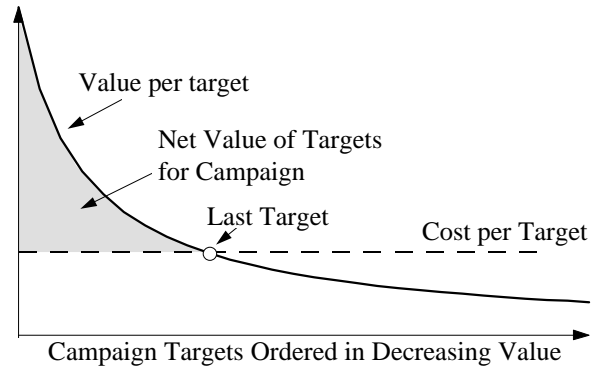 Value per target
Net Value of Targets
for Campaign
Last Target
Cost per Target
Campaign Targets Ordered in Decreasing Value